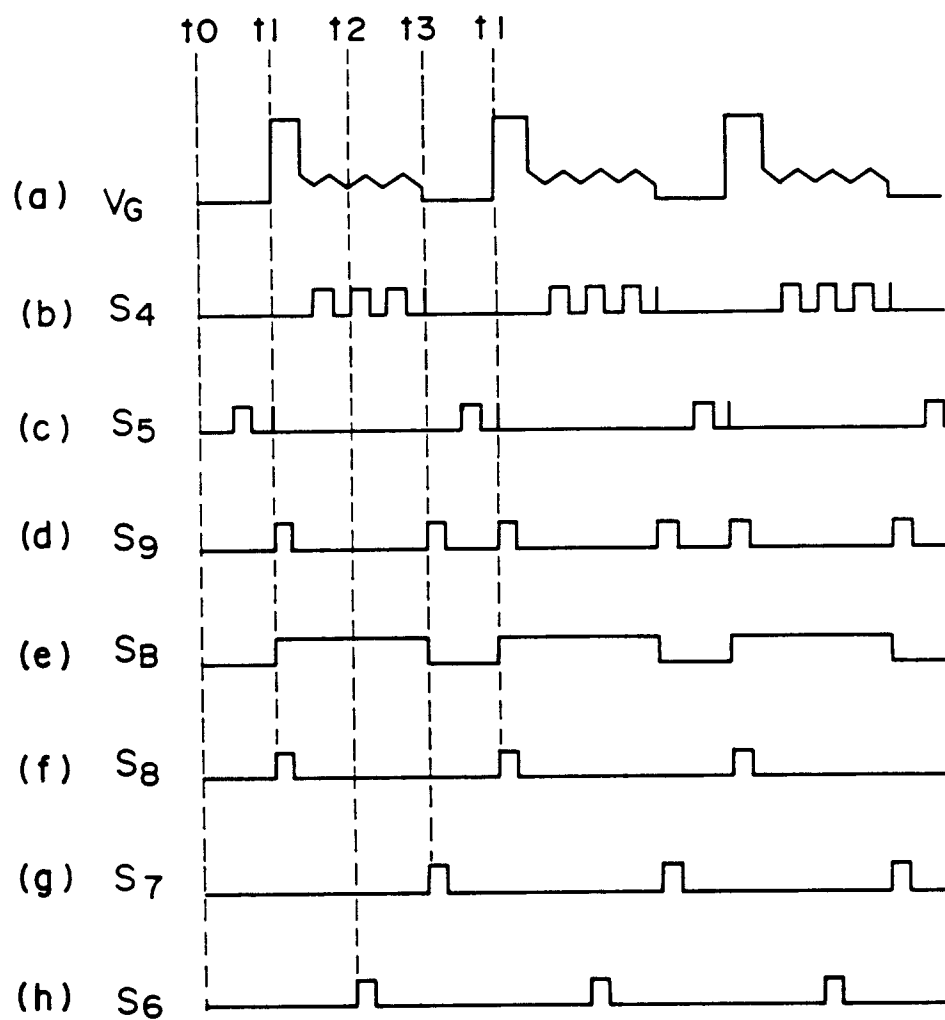 t0 t1 t2 t3 t1
(a) VG
(b) S4
(c) S5
(d) S9
(e) SB
(f) S8
(g) S7
(h) S6